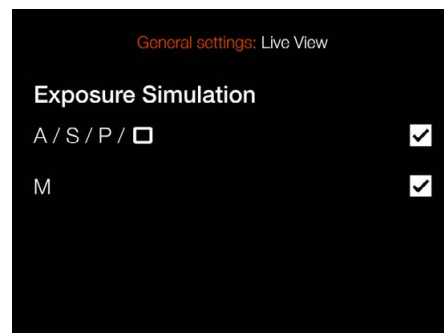 General settings: Live View
Exposure Simulation
A / S / P /
M